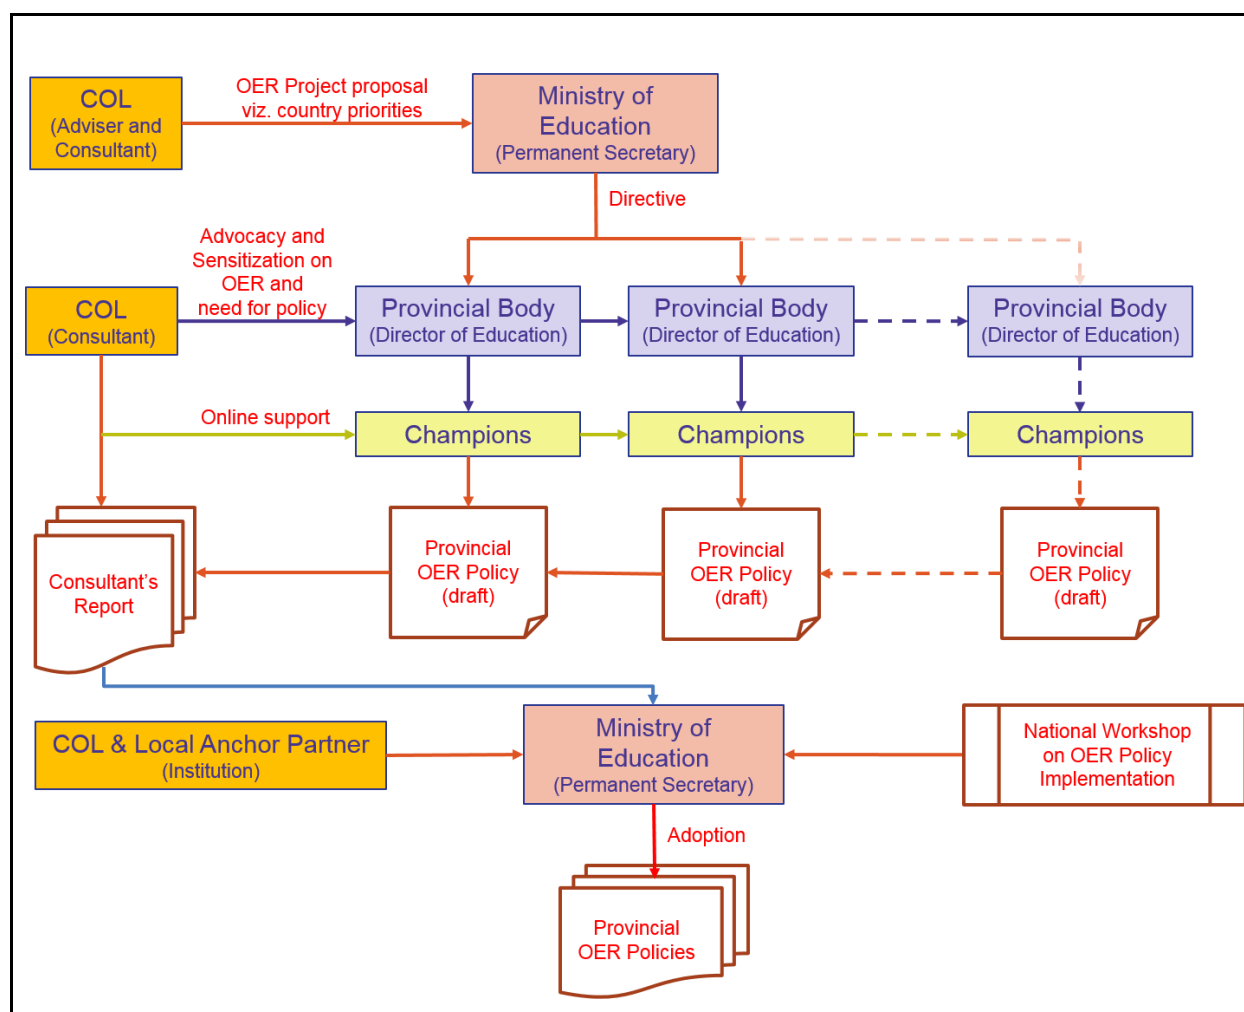 COL
(Adviser and
Consultant)
OER Project proposal
viz. country priorities
Ministry of
Education
(Permanent Secretary)
Directive
Advocacy and
Sensitization on
OER and
need for policy
COL
(Consultant)
Provincial Body
(Director of Education)
Provincial Body
(Director of Education)
Provincial Body
(Director of Education)
Online support
Champions
Champions
Champions
Consultant's
Report
Provincial
OER Policy
(draft)
Provincial
OER Policy
(draft)
Provincial
OER Policy
(draft)
COL & Local Anchor Partner
(Institution)
Ministry of
Education
(Permanent Secretary)
National Workshop
on OER Policy
Implementation
Adoption
Provincial
OER Policies